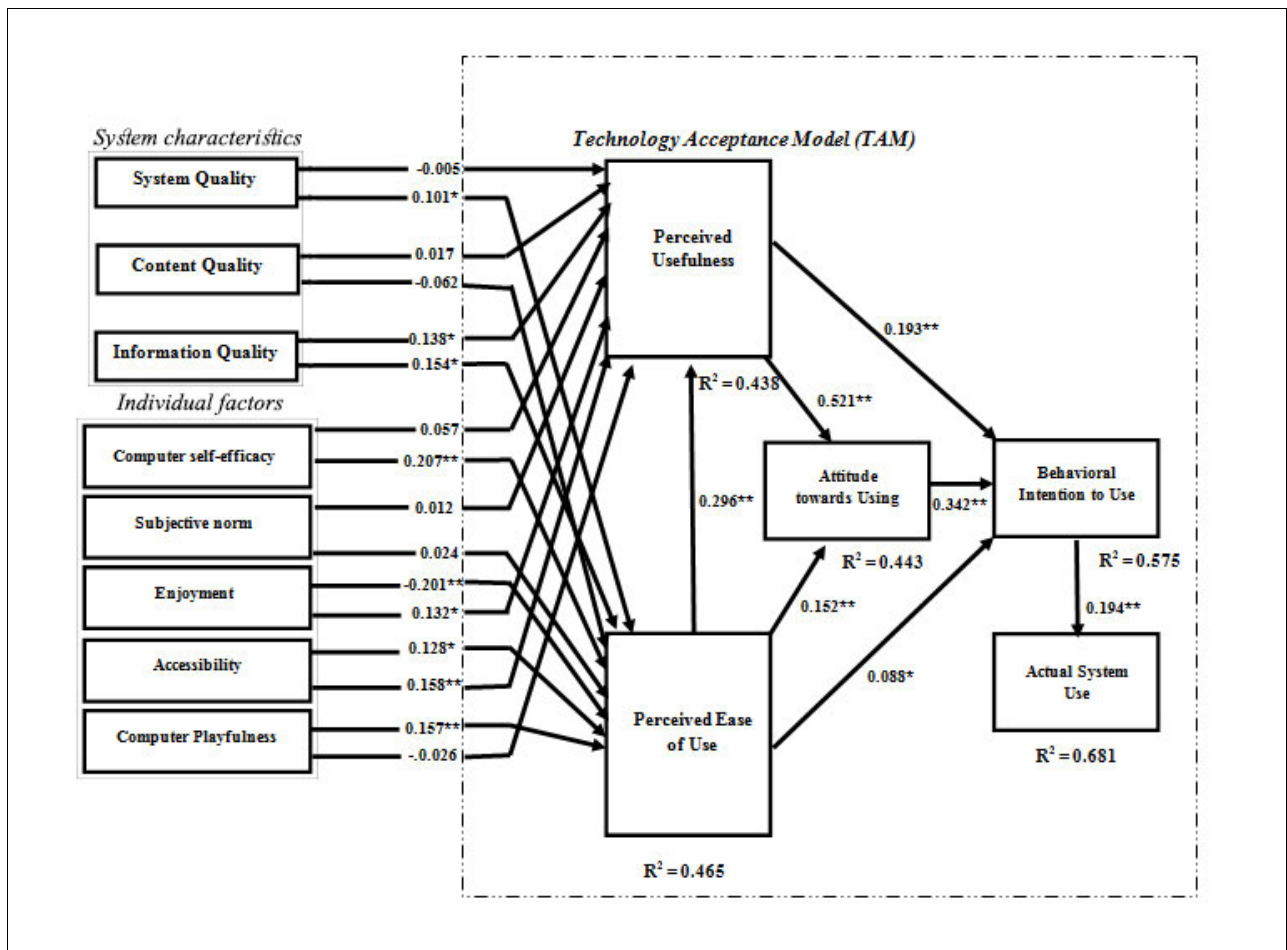 System characteristics
Technology Acceptance Model (TAM)
System Quality
-0.005
0.101*
Content Quality
0.017
-0.062
Information Quality
0.138*
0.154*
Individual factors
Computer self-efficacy
0.057
0.207**
Subjective norm
0.012
0.024
Enjoyment
-0.201**
0.132*
Accessibility
0.128*
0.158**
Computer Playfulness
0.157**
-.0.026
Perceived
Usefulness
R² = 0.438
0.193**
0.521**
0.296**
Attitude
towards Using
0.342**
R² = 0.443
0.152**
Behavioral
Intention to Use
R² = 0.575
0.194**
0.088*
Actual System
Use
R² = 0.681
Perceived Ease
of Use
R² = 0.465